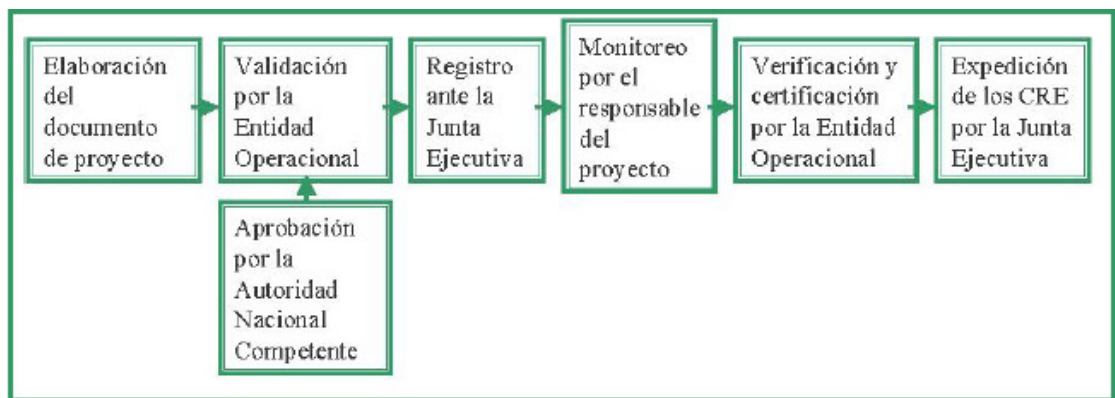 Elaboración
del
documento
de proyecto
Validación
por la
Entidad
Operacional
Registro
ante la
Junta
Ejecutiva
Monitoreo
por el
responsable
del
proyecto
Verificación y
certificación
por la Entidad
Operacional
Expedición
de los CRE
por la Junta
Ejecutiva
Aprobación
por la
Autoridad
Nacional
Competente